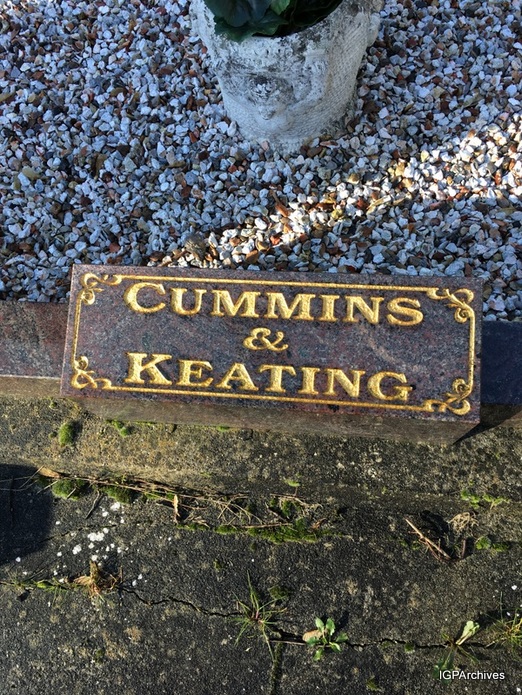 CUMMINS
&
KEATING
IGPArchives